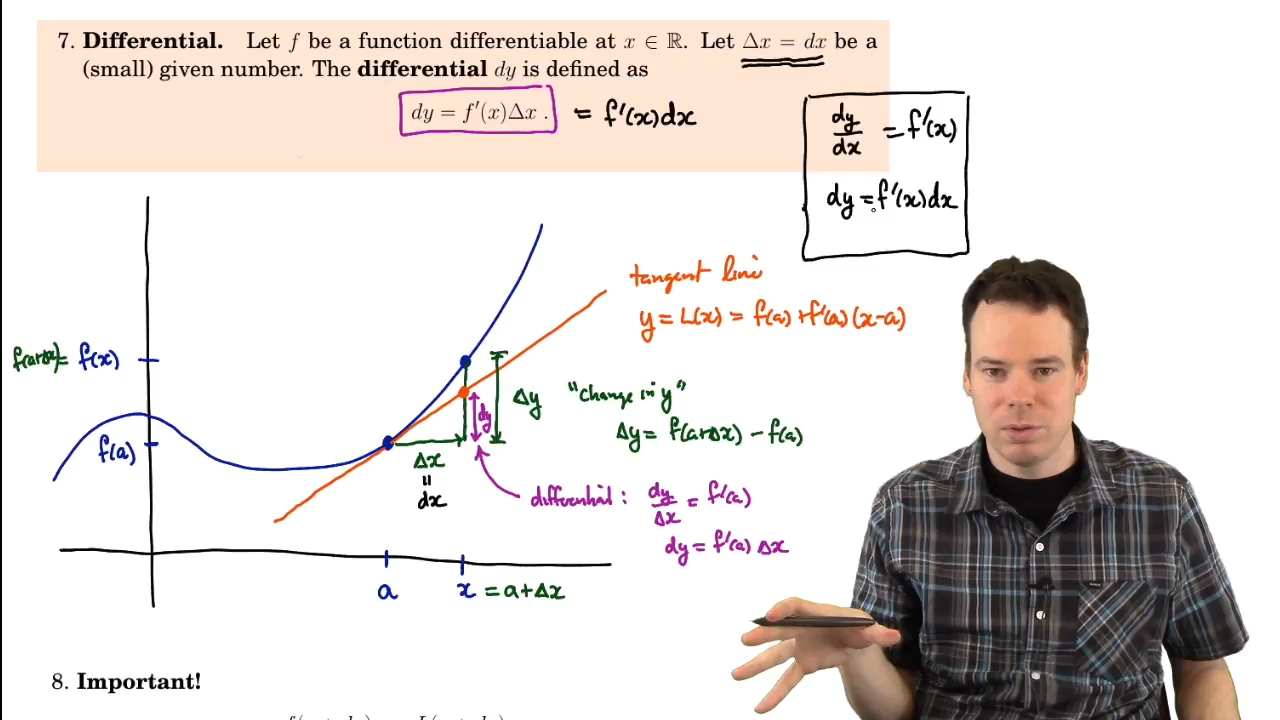 7. Differential. Let f be a function differentiable at x ∈ ℝ. Let Δx = dx be a
(small) given number. The differential dy is defined as
dy = f′(x)Δx . = f′(x)dx
dy/dx = f′(x)
dy = f′(x)dx
tangent line
y = L(x) = f(a) + f′(a)(x-a)
f(a+Δx) = f(x)
Δy "change in y"
dy
Δy = f(a+Δx) - f(a)
f(a)
Δx
"
dx
differential : dy/Δx = f′(a)
dy = f′(a) Δx
a
x = a+Δx
8. Important!